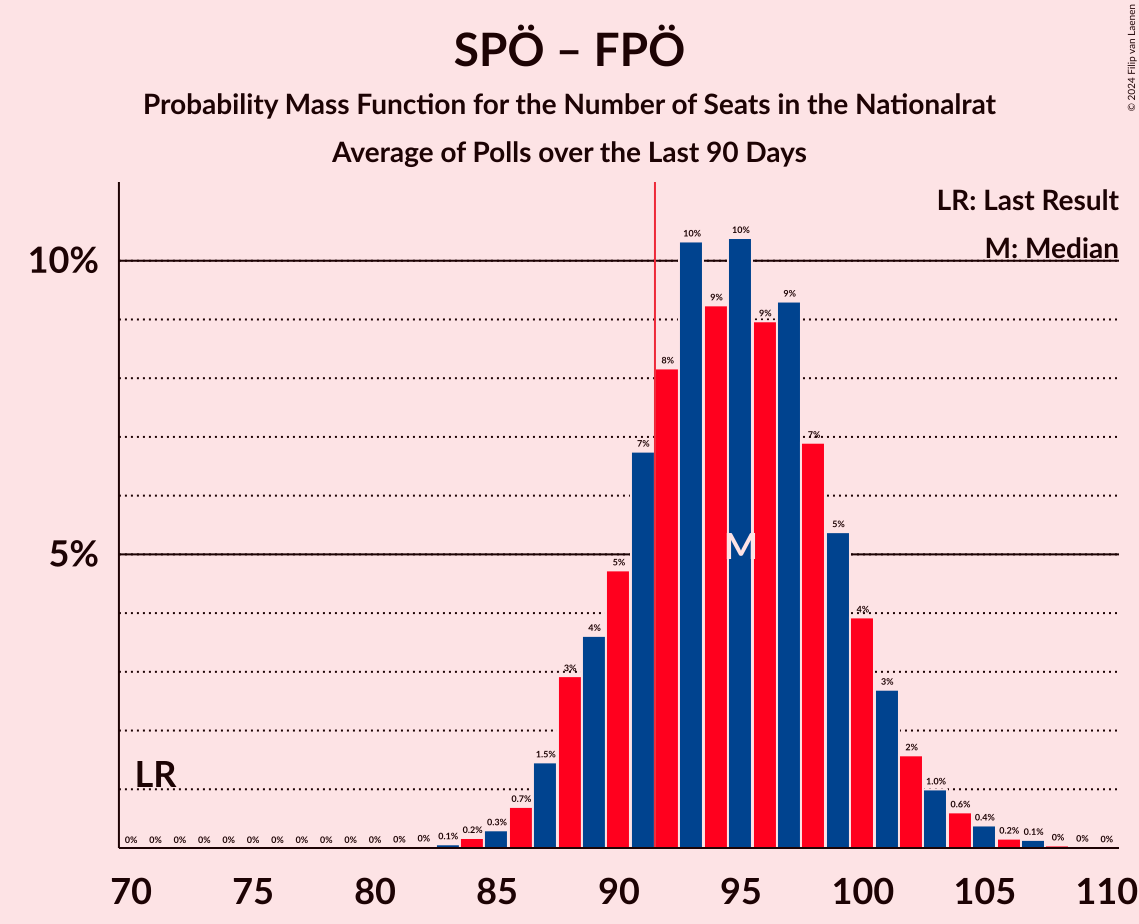 SPÖ – FPÖ
Probability Mass Function for the Number of Seats in the Nationalrat
Average of Polls over the Last 90 Days
© 2024 Filip van Laenen
LR: Last Result
M: Median
10%
5%
LR
M
0% 0% 0% 0% 0% 0% 0% 0% 0% 0% 0% 0% 0% 0.1% 0.2% 0.3% 0.7% 1.5% 3% 4% 5% 7% 8% 10% 9% 10% 9% 9% 7% 5% 4% 3% 2% 1.0% 0.6% 0.4% 0.2% 0.1% 0% 0% 0%
70 75 80 85 90 95 100 105 110